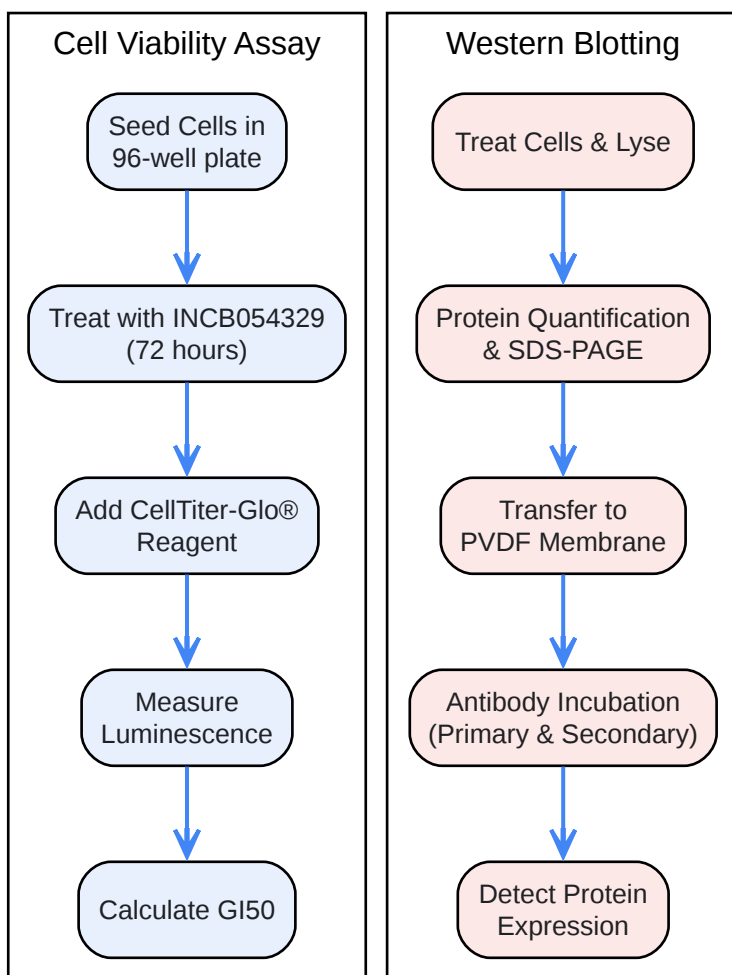 Cell Viability Assay
Seed Cells in
96-well plate
Treat with INCB054329
(72 hours)
Add CellTiter-Glo®
Reagent
Measure
Luminescence
Calculate GI50
Western Blotting
Treat Cells & Lyse
Protein Quantification
& SDS-PAGE
Transfer to
PVDF Membrane
Antibody Incubation
(Primary & Secondary)
Detect Protein
Expression